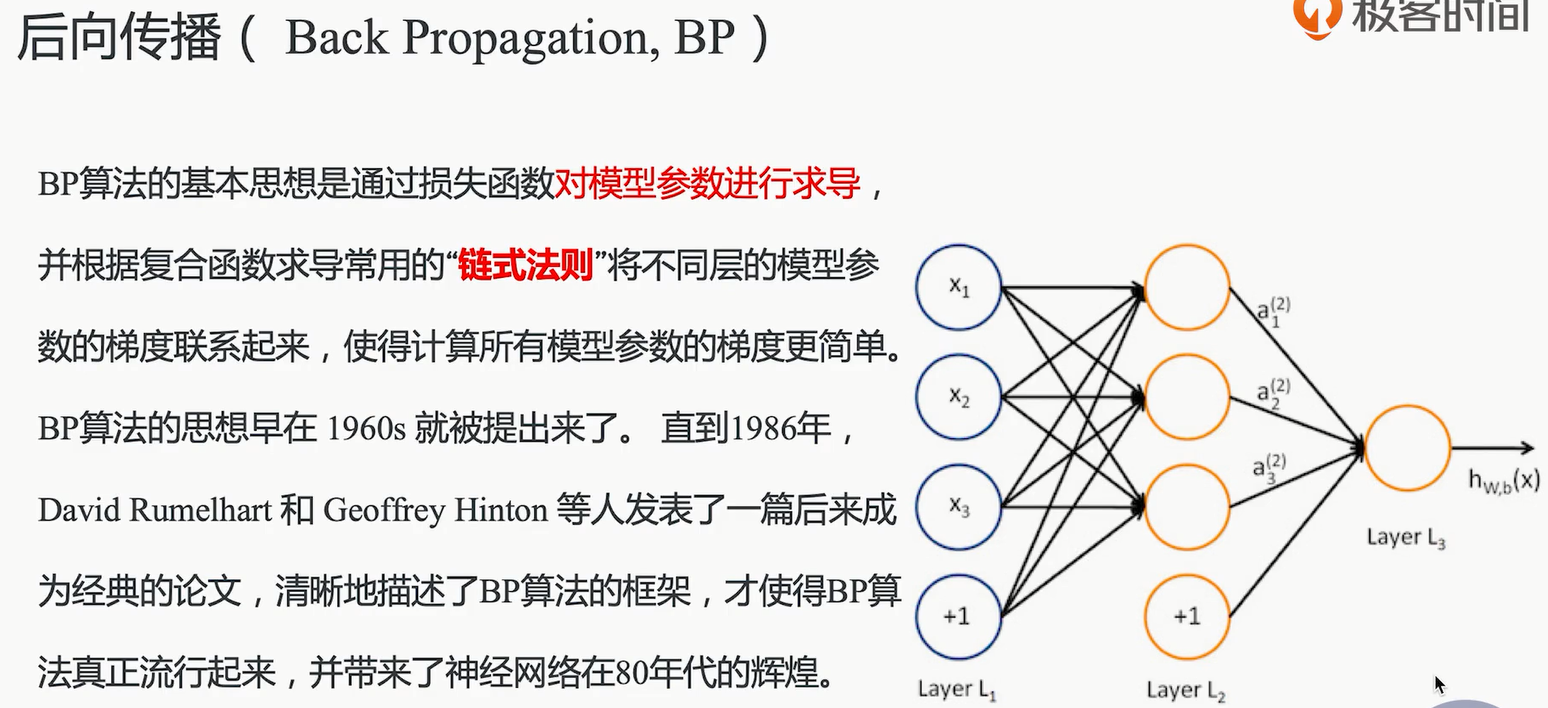 后向传播（ Back Propagation, BP ）
极客时间
BP算法的基本思想是通过损失函数对模型参数进行求导，
并根据复合函数求导常用的“链式法则”将不同层的模型参
数的梯度联系起来，使得计算所有模型参数的梯度更简单。
BP算法的思想早在 1960s 就被提出来了。 直到1986年，
David Rumelhart 和 Geoffrey Hinton 等人发表了一篇后来成
为经典的论文，清晰地描述了BP算法的框架，才使得BP算
法真正流行起来，并带来了神经网络在80年代的辉煌。
x₁
x₂
x₃
+1
Layer L₁
a₁⁽²⁾
a₂⁽²⁾
a₃⁽²⁾
+1
Layer L₂
h_{W,b}(x)
Layer L₃